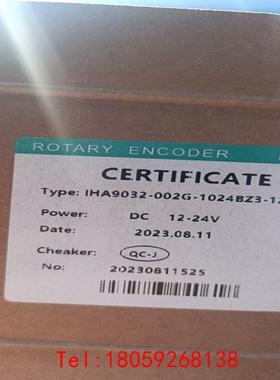 ROTARY ENCODER
CERTIFICATE
Type: IHA9032-002G-1024BZ3-12
Power: DC 12-24V
Date: 2023.08.11
Cheaker: QC-J
No: 20230811525
Tel:18059268138